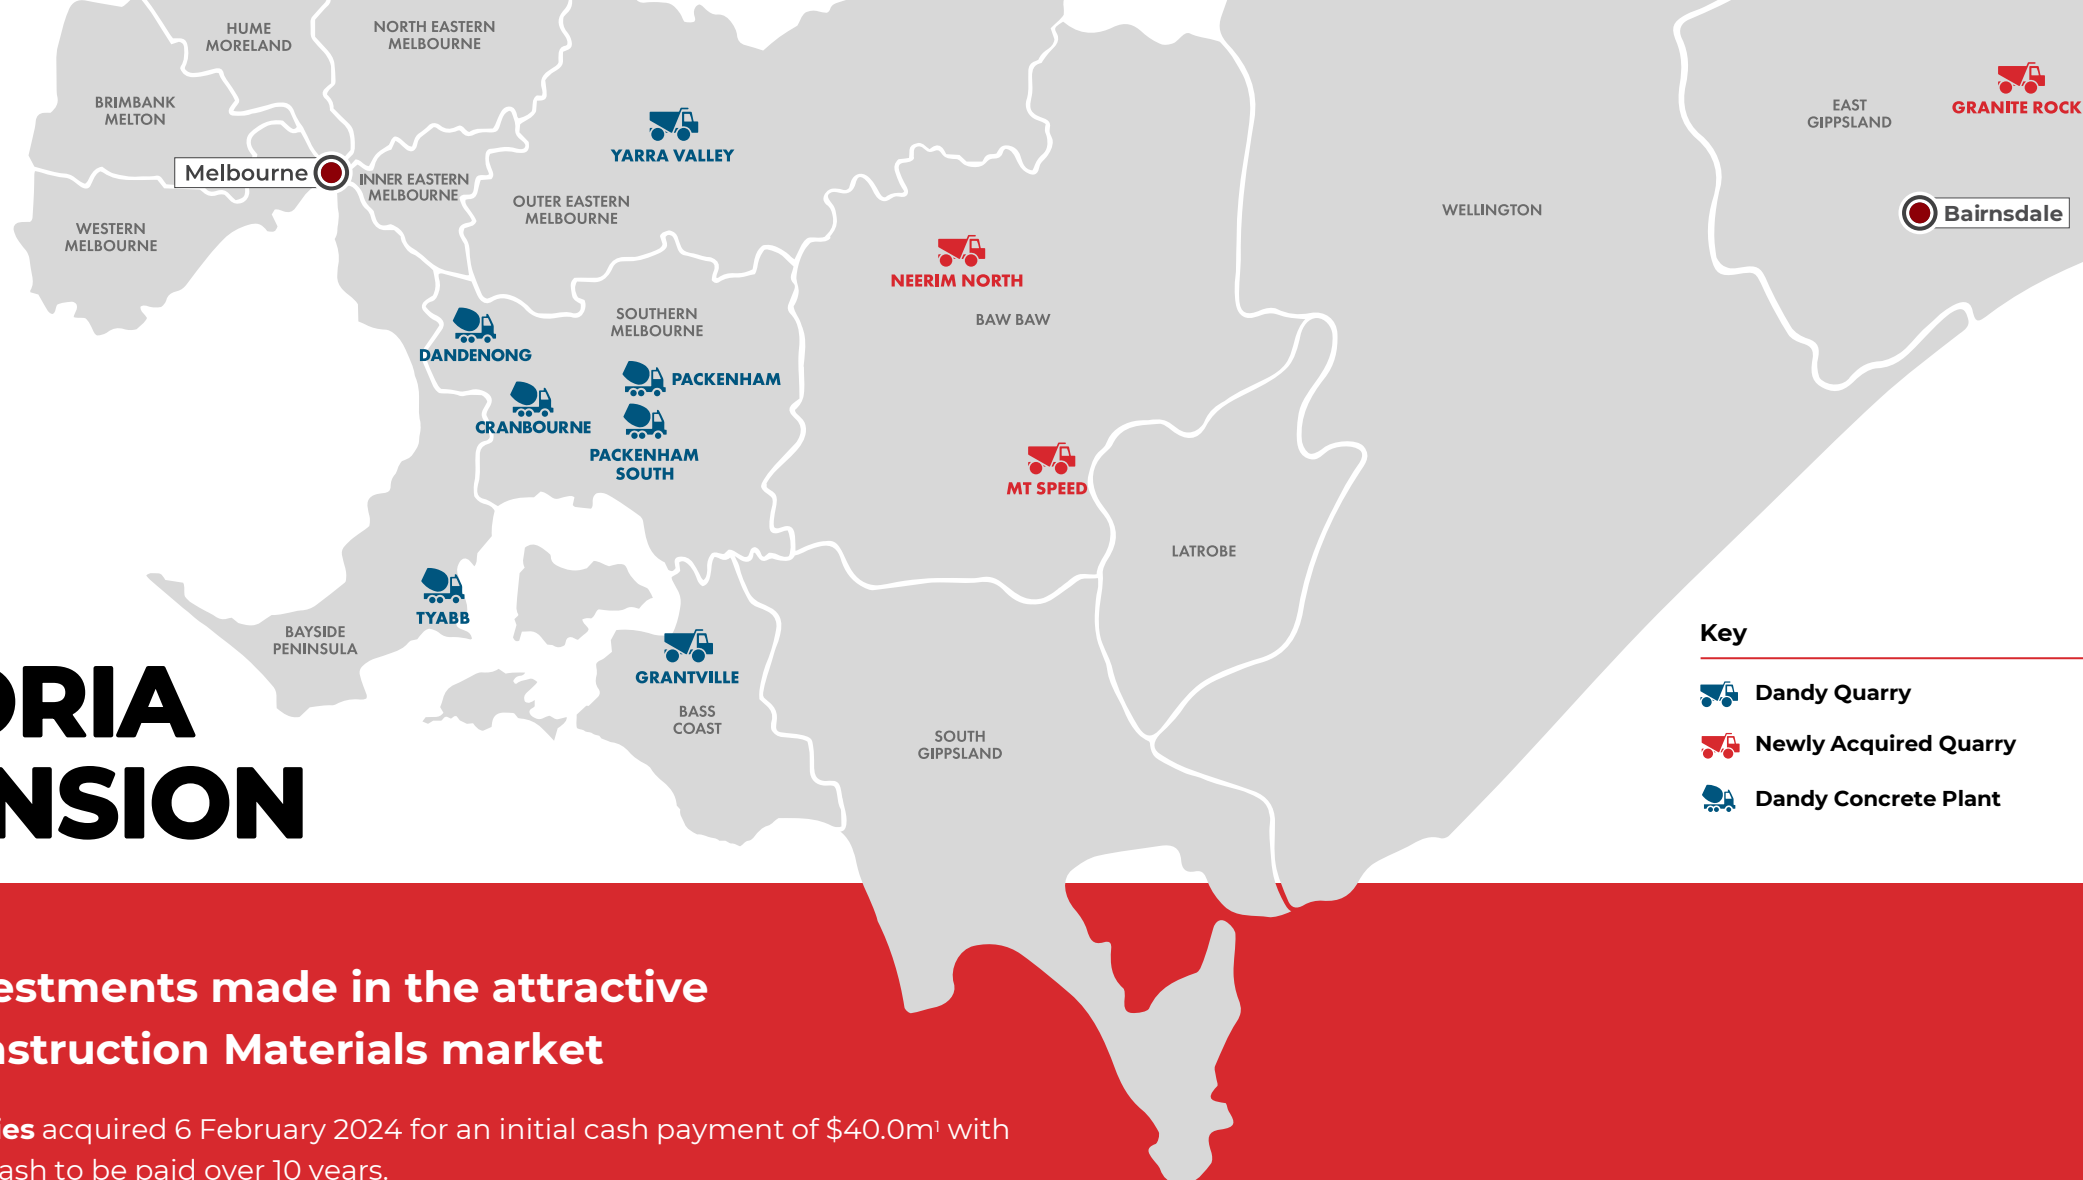 HUME
MORELAND
NORTH EASTERN
MELBOURNE
BRIMBANK
MELTON
EAST
GIPPSLAND
GRANITE ROCK
YARRA VALLEY
Melbourne
INNER EASTERN
MELBOURNE
OUTER EASTERN
MELBOURNE
WELLINGTON
Bairnsdale
WESTERN
MELBOURNE
NEERIM NORTH
SOUTHERN
MELBOURNE
BAW BAW
DANDENONG
PACKENHAM
CRANBOURNE
PACKENHAM
SOUTH
MT SPEED
LATROBE
TYABB
BAYSIDE
PENINSULA
GRANTVILLE
BASS
COAST
SOUTH
GIPPSLAND
Key
Dandy Quarry
Newly Acquired Quarry
Dandy Concrete Plant
ORIA
NSION
estments made in the attractive
nstruction Materials market
ies acquired 6 February 2024 for an initial cash payment of $40.0m¹ with
ash to be paid over 10 years.